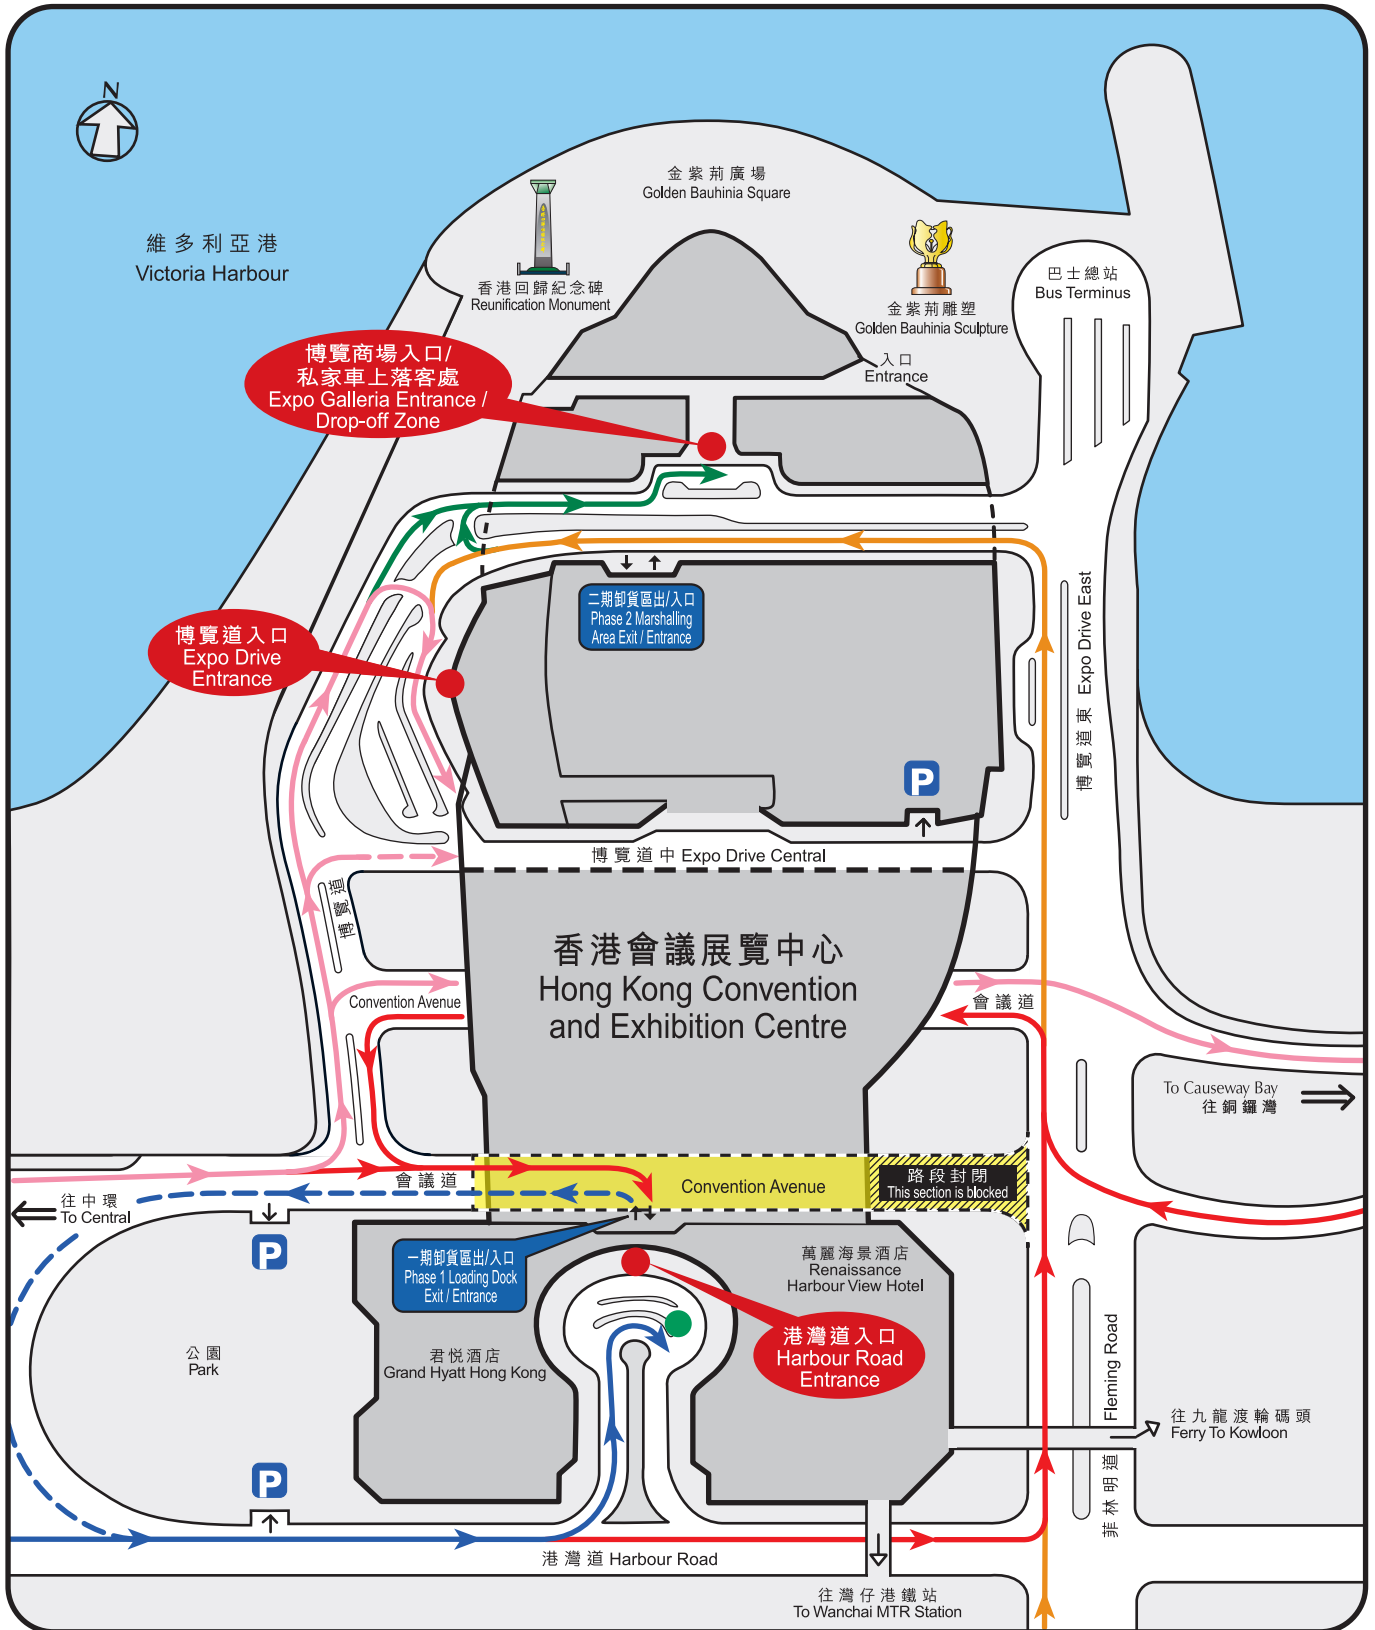 N
金紫荊廣場
Golden Bauhinia Square
維多利亞港
Victoria Harbour
香港回歸紀念碑
Reunification Monument
金紫荊雕塑
Golden Bauhinia Sculpture
巴士總站
Bus Terminus
入口
Entrance
博覽商場入口/
私家車上落客處
Expo Galleria Entrance /
Drop-off Zone
二期卸貨區出/入口
Phase 2 Marshalling
Area Exit / Entrance
博覽道入口
Expo Drive
Entrance
博覽道東 Expo Drive East
P
博覽道中 Expo Drive Central
博覽道
香港會議展覽中心
Hong Kong Convention
and Exhibition Centre
Convention Avenue
會議道
To Causeway Bay
往銅鑼灣
會議道
Convention Avenue
路段封閉
This section is blocked
往中環
To Central
P
一期卸貨區出/入口
Phase 1 Loading Dock
Exit / Entrance
萬麗海景酒店
Renaissance
Harbour View Hotel
港灣道入口
Harbour Road
Entrance
公園
Park
君悦酒店
Grand Hyatt Hong Kong
菲林明道 Fleming Road
往九龍渡輪碼頭
Ferry To Kowloon
P
港灣道 Harbour Road
往灣仔港鐵站
To Wanchai MTR Station